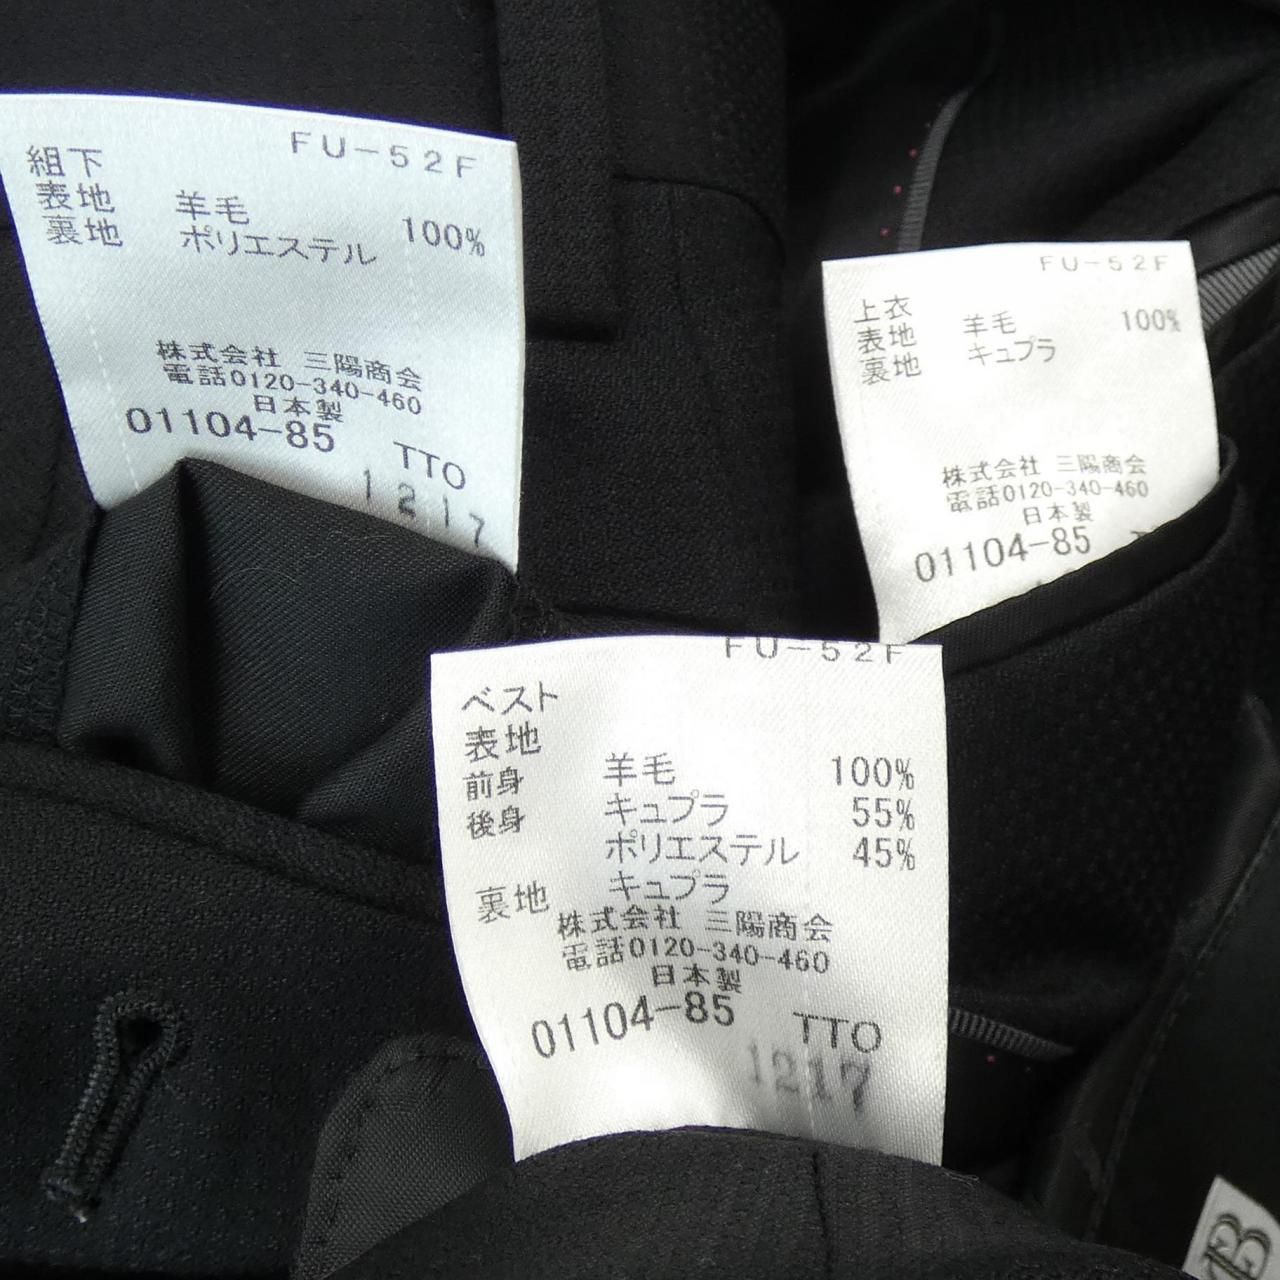 FU-52F
組下
表地 羊毛 100%
裏地 ポリエステル
株式会社 三陽商会
電話0120-340-460
日本製
01104-85 TTO
1217
FU-52F
上衣
表地 羊毛 100%
裏地 キュプラ
株式会社 三陽商会
電話0120-340-460
日本製
01104-85
FU-52F
ベスト
表地
前身 羊毛 100%
後身 キュプラ 55%
ポリエステル 45%
裏地 キュプラ
株式会社 三陽商会
電話0120-340-460
日本製
01104-85 TTO
1217
B